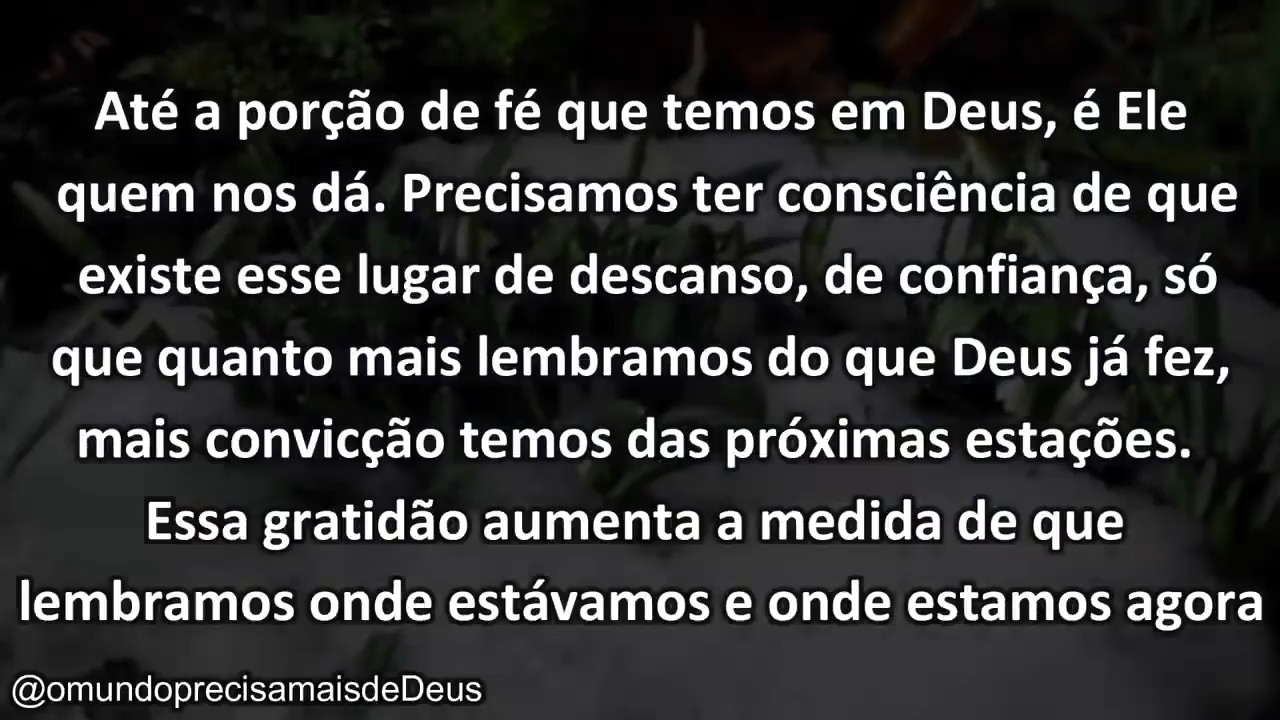 Até a porção de fé que temos em Deus, é Ele
quem nos dá. Precisamos ter consciência de que
existe esse lugar de descanso, de confiança, só
que quanto mais lembramos do que Deus já fez,
mais convicção temos das próximas estações.
Essa gratidão aumenta a medida de que
lembramos onde estávamos e onde estamos agora
@omundoprecisamaisdeDeus